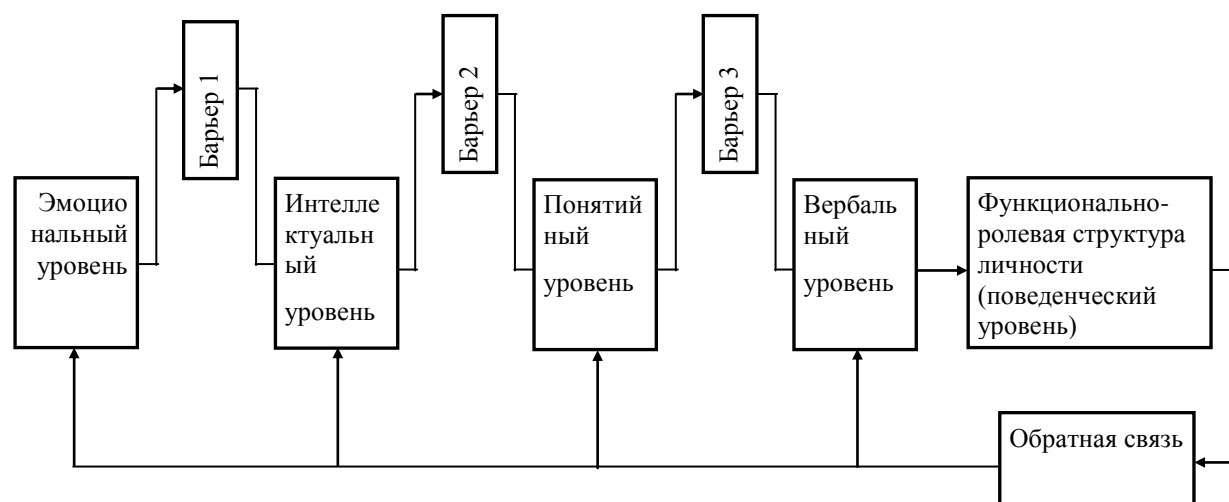 Барьер 1
Барьер 2
Барьер 3
Эмоцио
нальный
уровень
Интелле
ктуальн
ый
уровень
Понятий
ный
уровень
Вербаль
ный
уровень
Функционально-
ролевая структура
личности
(поведенческий
уровень)
Обратная связь